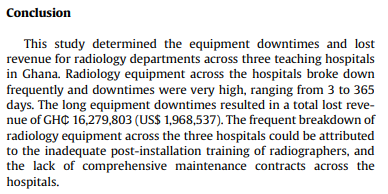 Conclusion
This study determined the equipment downtimes and lost
revenue for radiology departments across three teaching hospitals
in Ghana. Radiology equipment across the hospitals broke down
frequently and downtimes were very high, ranging from 3 to 365
days. The long equipment downtimes resulted in a total lost reve-
nue of GH₵ 16,279,803 (US$ 1,968,537). The frequent breakdown of
radiology equipment across the three hospitals could be attributed
to the inadequate post-installation training of radiographers, and
the lack of comprehensive maintenance contracts across the
hospitals.